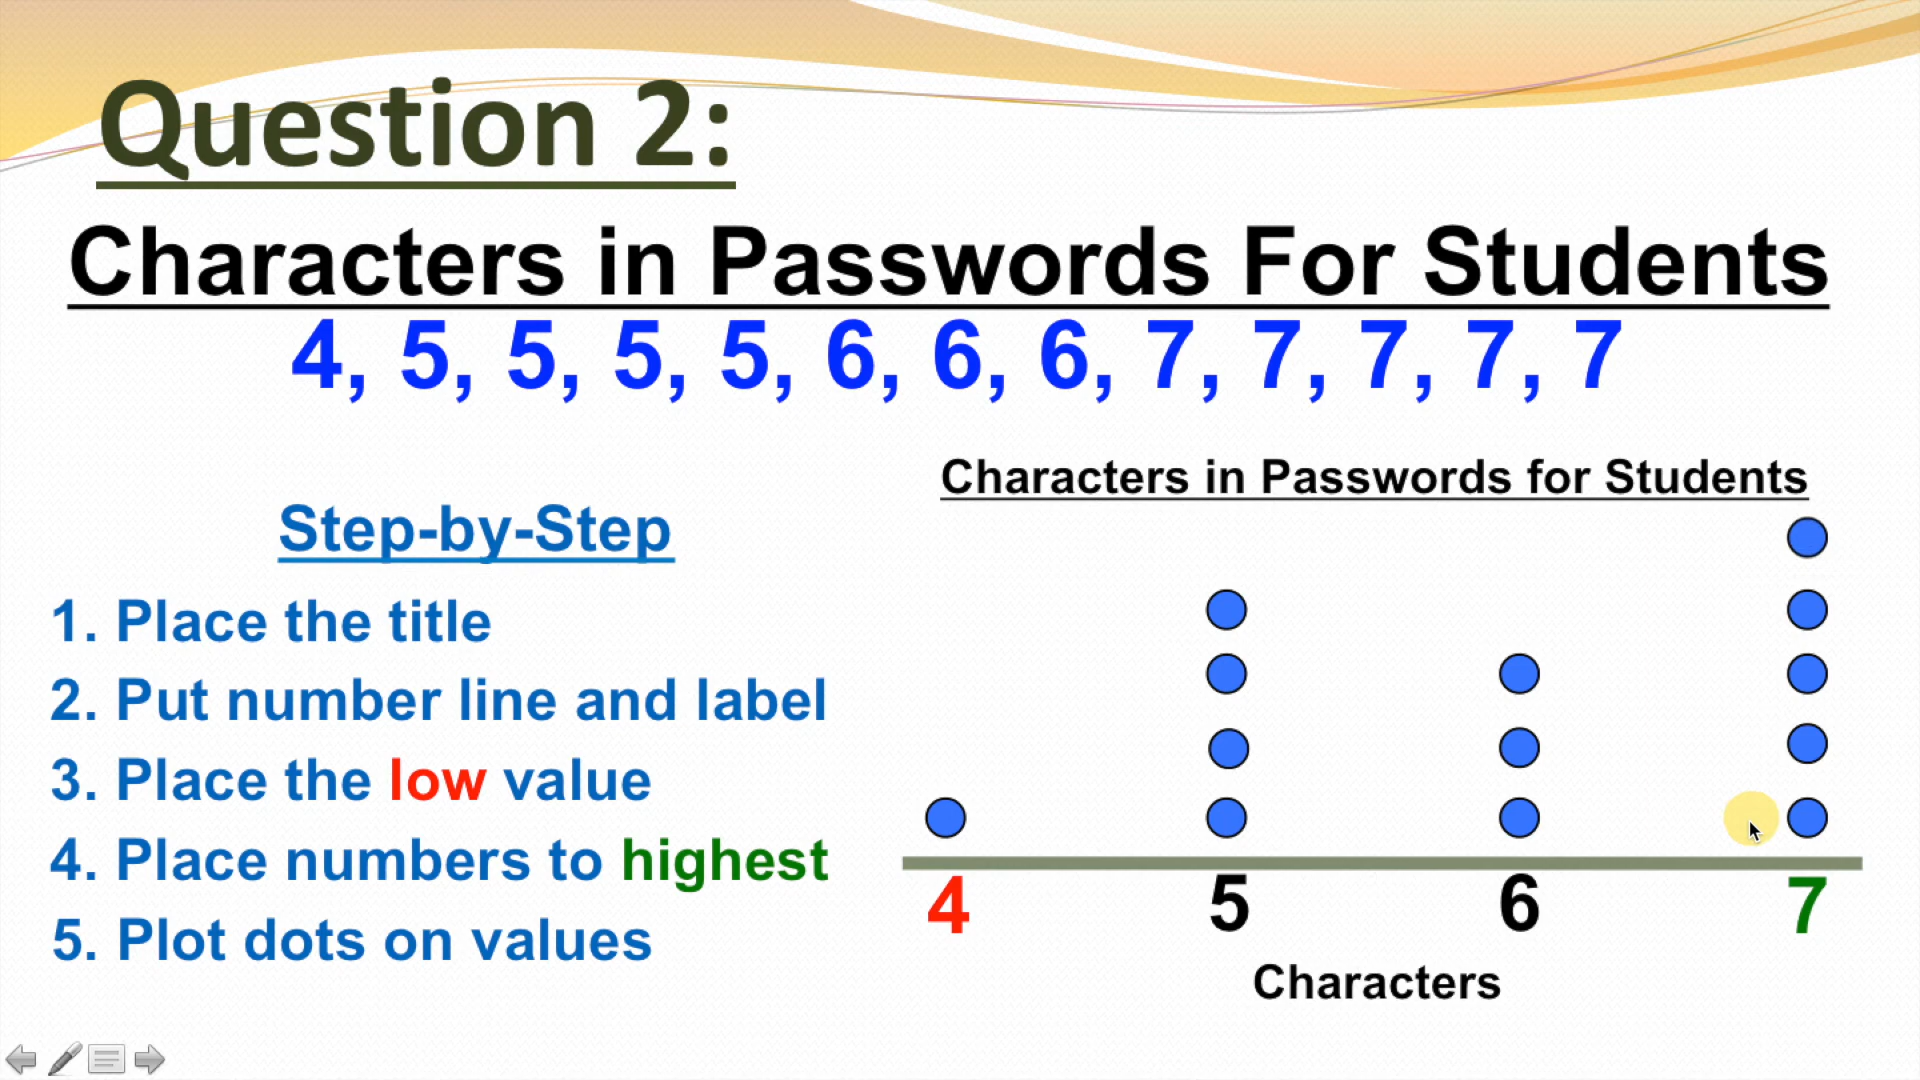 Question 2:
Characters in Passwords For Students
4, 5, 5, 5, 5, 6, 6, 6, 7, 7, 7, 7, 7
Step-by-Step
1. Place the title
2. Put number line and label
3. Place the low value
4. Place numbers to highest
5. Plot dots on values
Characters in Passwords for Students
4 5 6 7
Characters